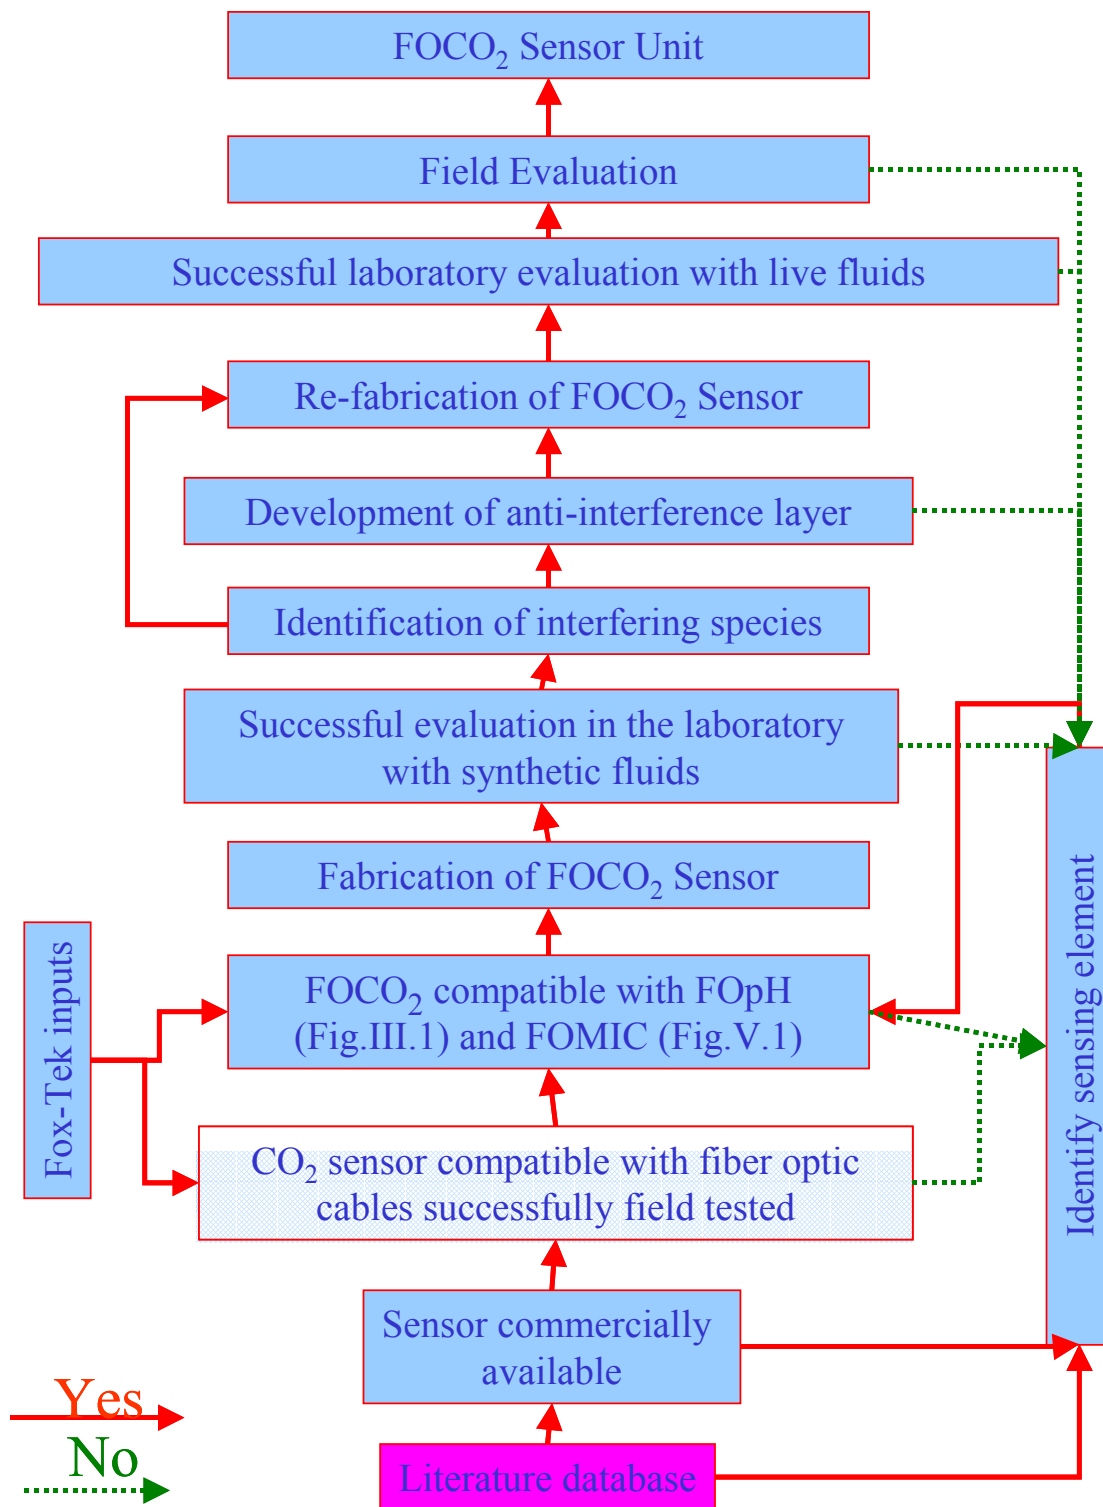 FOCO₂ Sensor Unit
Field Evaluation
Successful laboratory evaluation with live fluids
Re-fabrication of FOCO₂ Sensor
Development of anti-interference layer
Identification of interfering species
Successful evaluation in the laboratory
with synthetic fluids
Fabrication of FOCO₂ Sensor
Fox-Tek inputs
FOCO₂ compatible with FOpH
(Fig.III.1) and FOMIC (Fig.V.1)
Identify sensing element
CO₂ sensor compatible with fiber optic
cables successfully field tested
Sensor commercially
available
Yes
No
Literature database